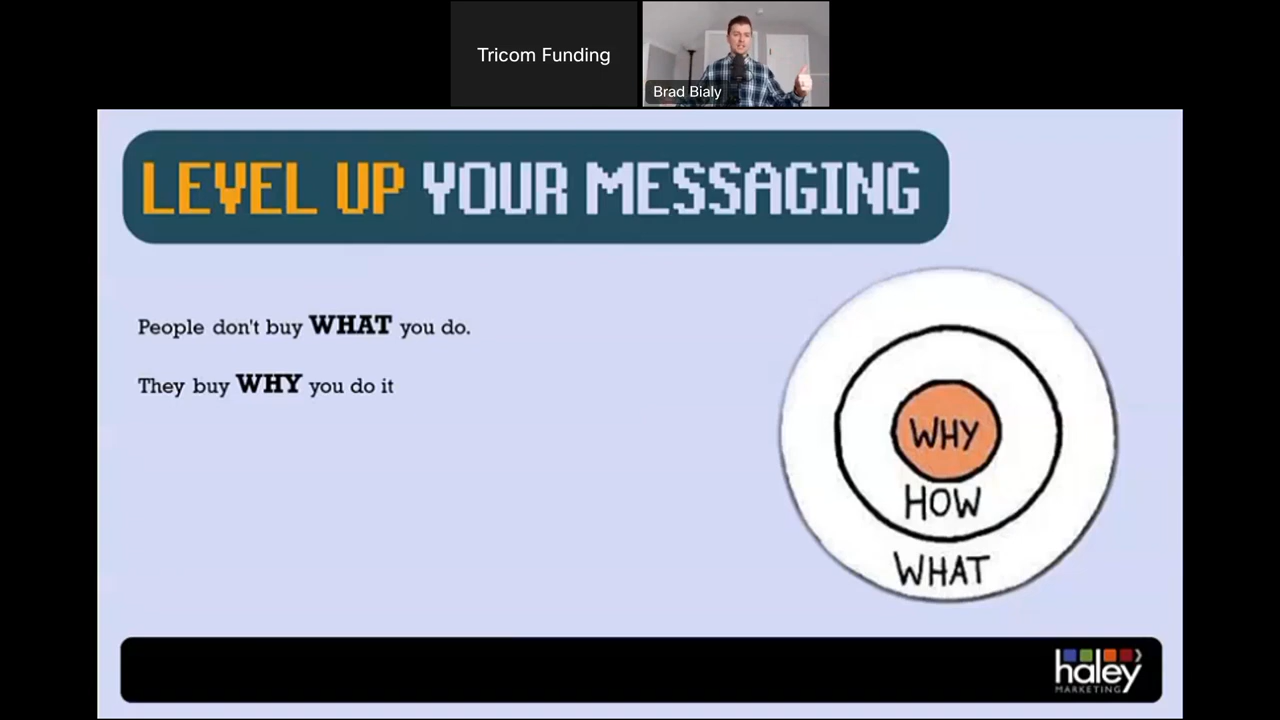 Tricom Funding
Brad Bialy
LEVEL UP YOUR MESSAGING
People don't buy WHAT you do.
They buy WHY you do it
WHY
HOW
WHAT
haley
MARKETING